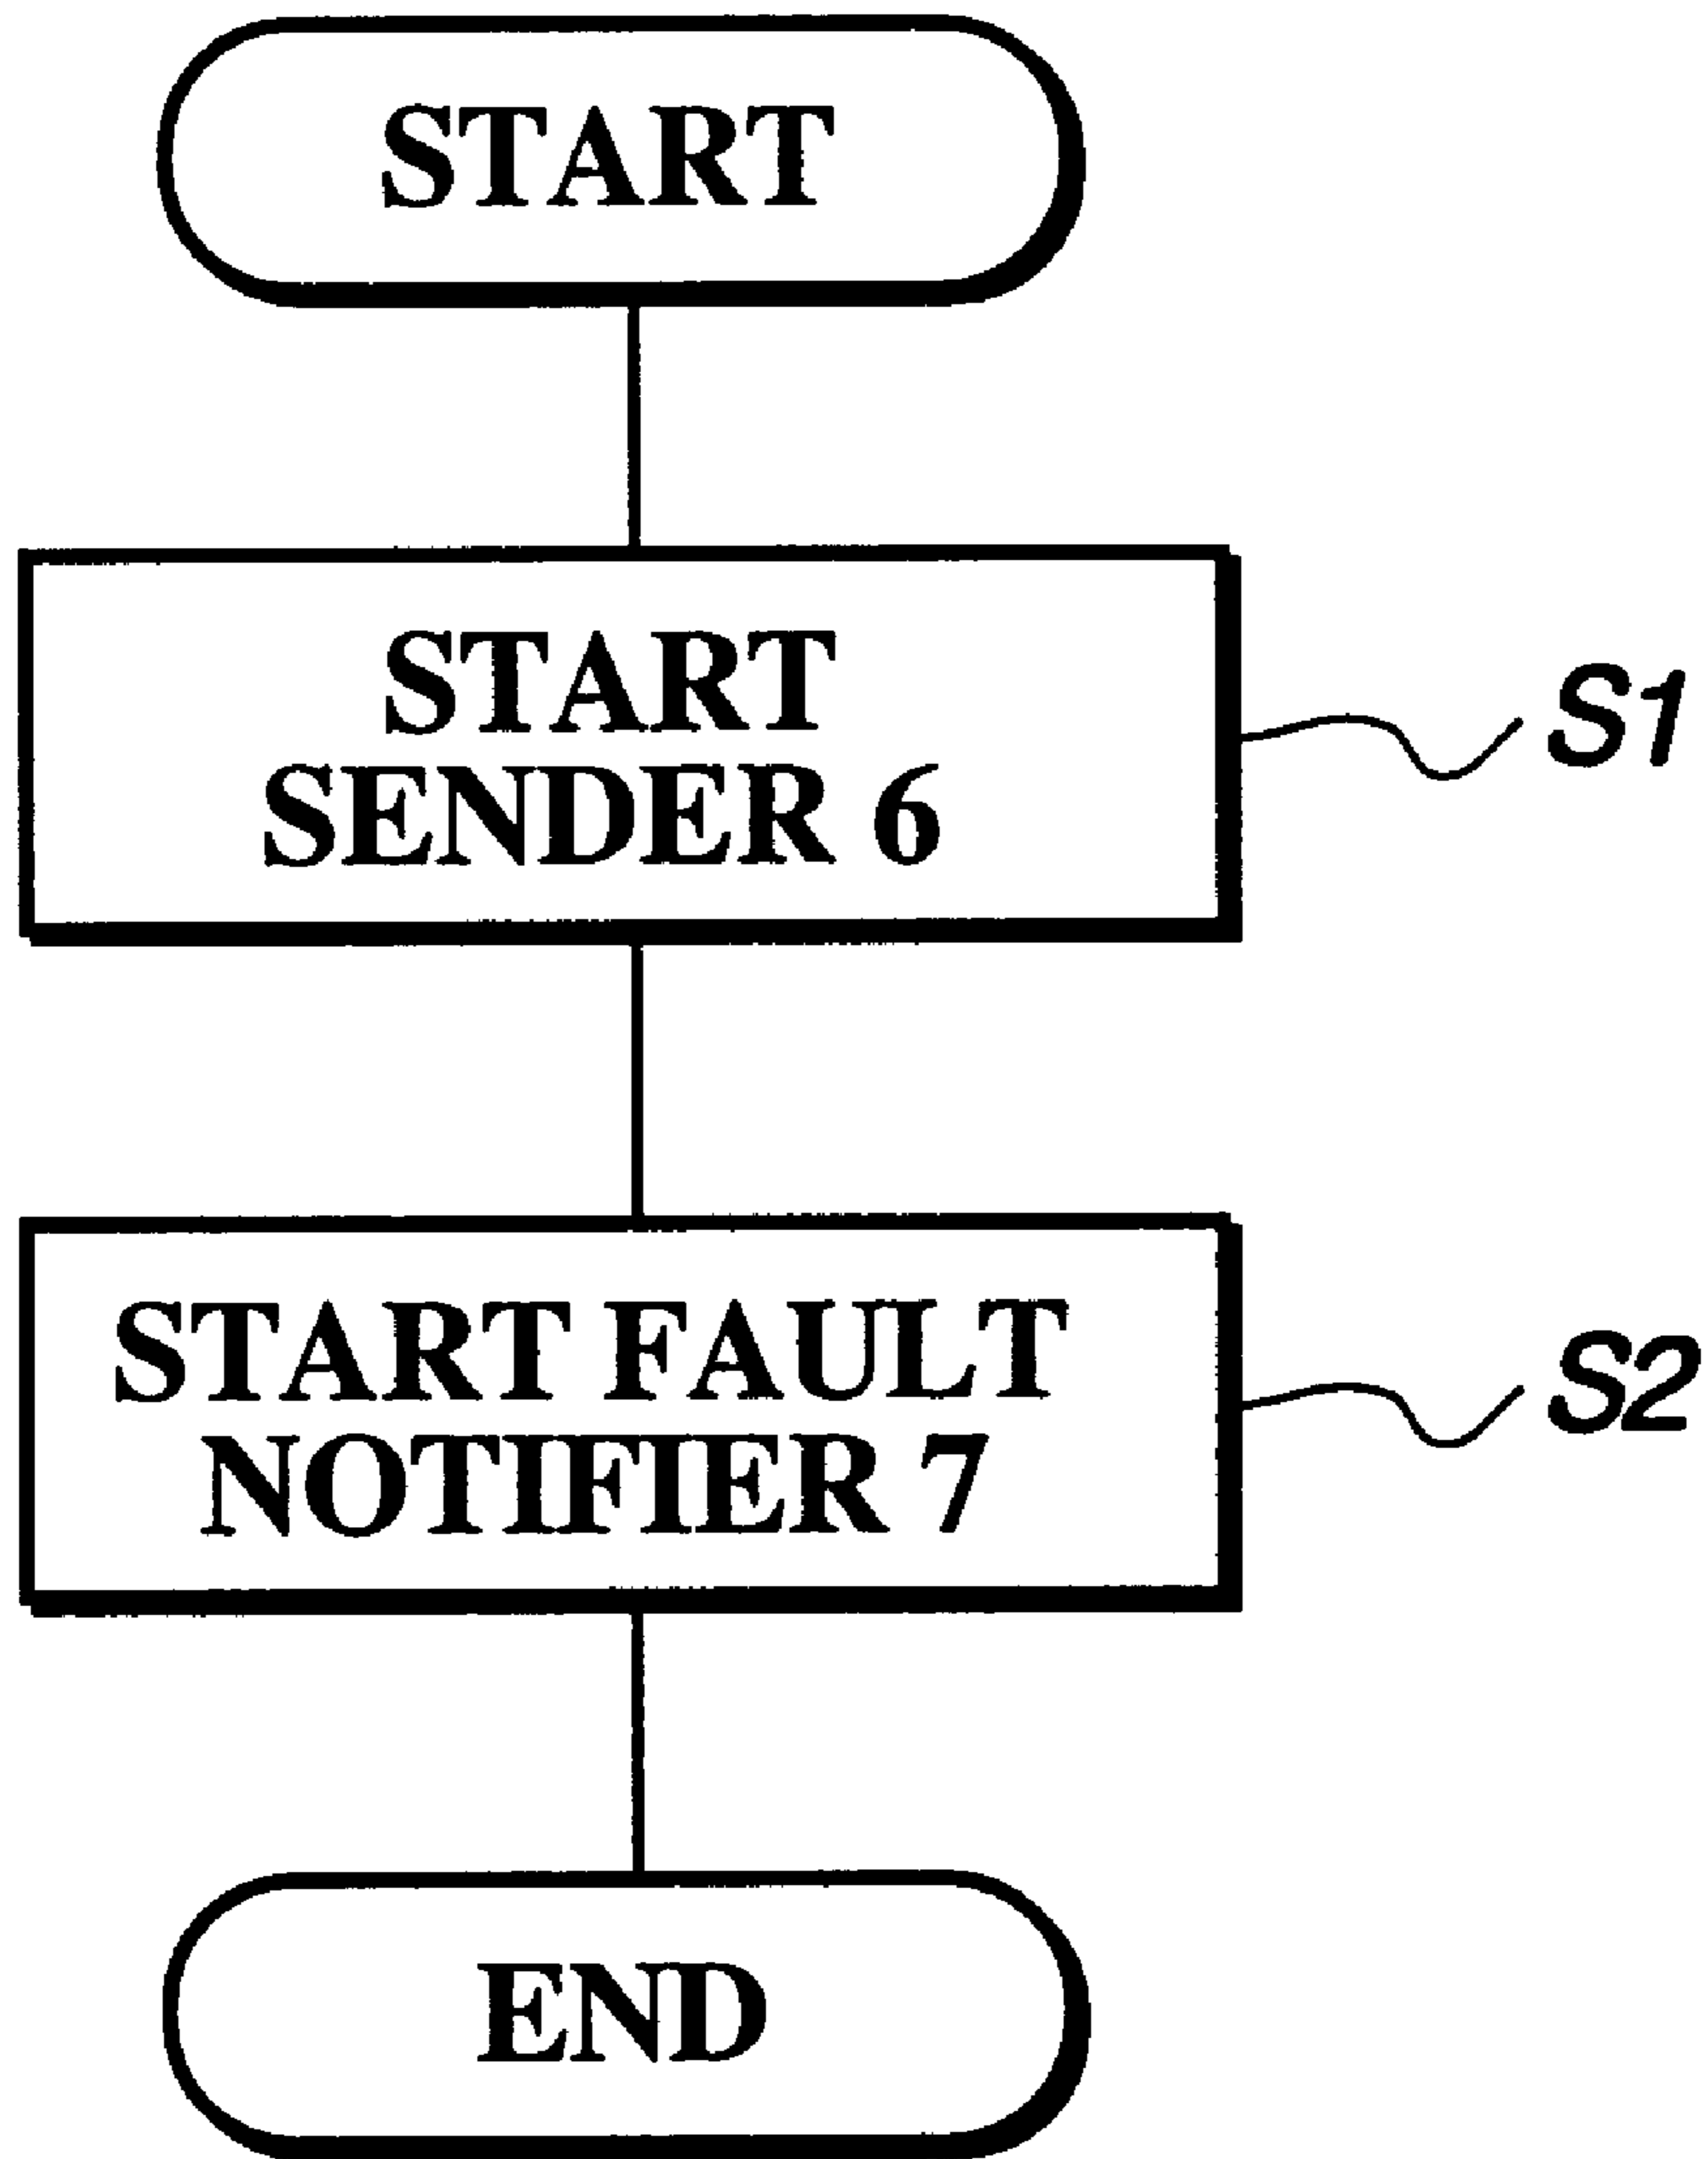 START
START
SENDER 6
S1
START FAULT
NOTIFIER 7
S2
END